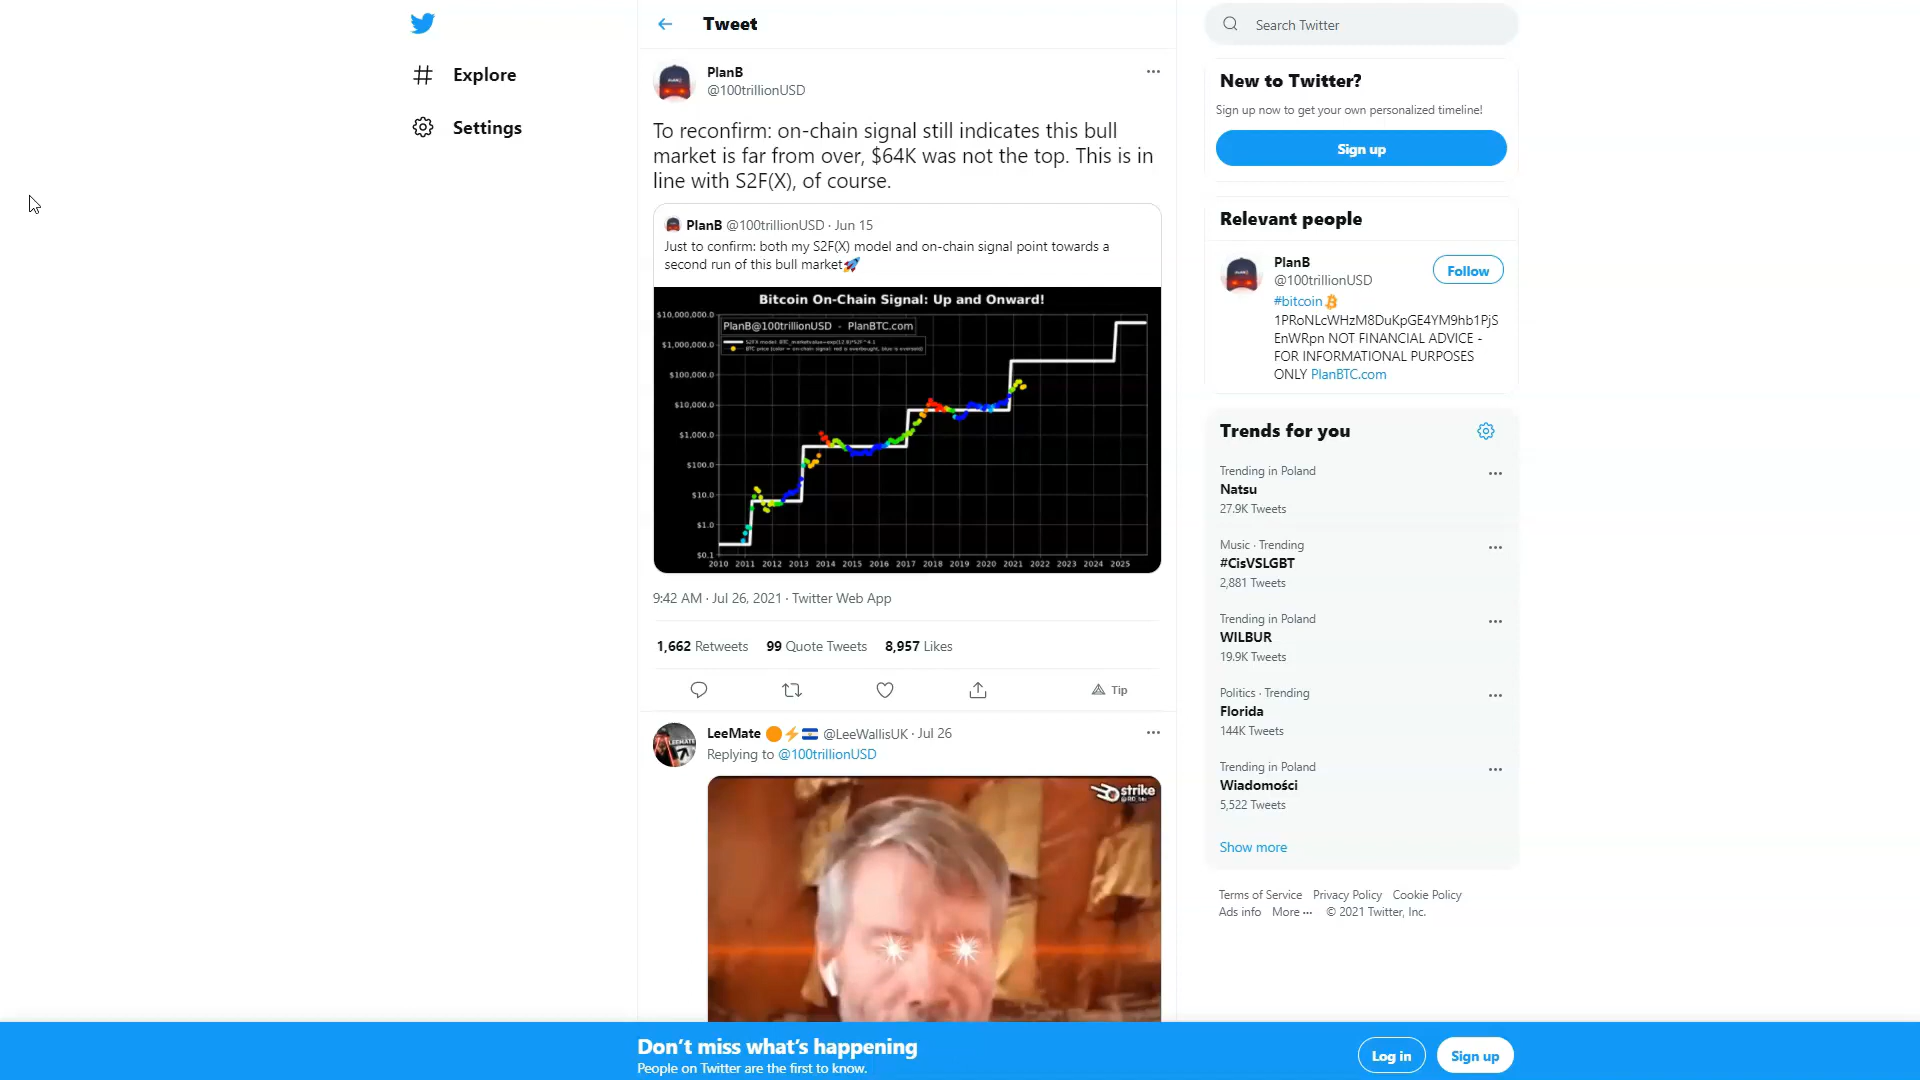 Explore
Settings
Tweet
PlanB
@100trillionUSD
To reconfirm: on-chain signal still indicates this bull
market is far from over, $64K was not the top. This is in
line with S2F(X), of course.
PlanB @100trillionUSD · Jun 15
Just to confirm: both my S2F(X) model and on-chain signal point towards a
second run of this bull market🚀
Bitcoin On-Chain Signal: Up and Onward!
PlanB@100trillionUSD - PlanBTC.com
$10,000,000.0
$1,000,000.0
$100,000.0
$10,000.0
$1,000.0
$100.0
$10.0
$1.0
$0.1
2010 2011 2012 2013 2014 2015 2016 2017 2018 2019 2020 2021 2022 2023 2024 2025
9:42 AM · Jul 26, 2021 · Twitter Web App
1,662 Retweets 99 Quote Tweets 8,957 Likes
Tip
LeeMate 🟠⚡🇸🇻 @LeeWallisUK · Jul 26
Replying to @100trillionUSD
strike
Search Twitter
New to Twitter?
Sign up now to get your own personalized timeline!
Sign up
Relevant people
PlanB
@100trillionUSD
Follow
#bitcoin
1PRoNLcWHzM8DuKpGE4YM9hb1PjS
EnWRpn NOT FINANCIAL ADVICE -
FOR INFORMATIONAL PURPOSES
ONLY PlanBTC.com
Trends for you
Trending in Poland
Natsu
27.9K Tweets
Music · Trending
#CisVSLGBT
2,881 Tweets
Trending in Poland
WILBUR
19.9K Tweets
Politics · Trending
Florida
144K Tweets
Trending in Poland
Wiadomości
5,522 Tweets
Show more
Terms of Service Privacy Policy Cookie Policy
Ads info More ··· © 2021 Twitter, Inc.
Don't miss what's happening
People on Twitter are the first to know.
Log in
Sign up